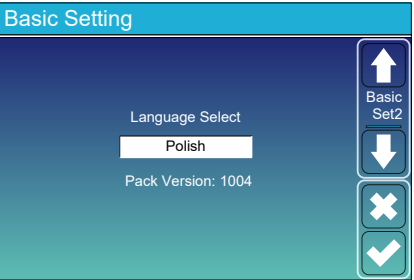 Basic Setting
Language Select
Polish
Pack Version: 1004
Basic
Set2